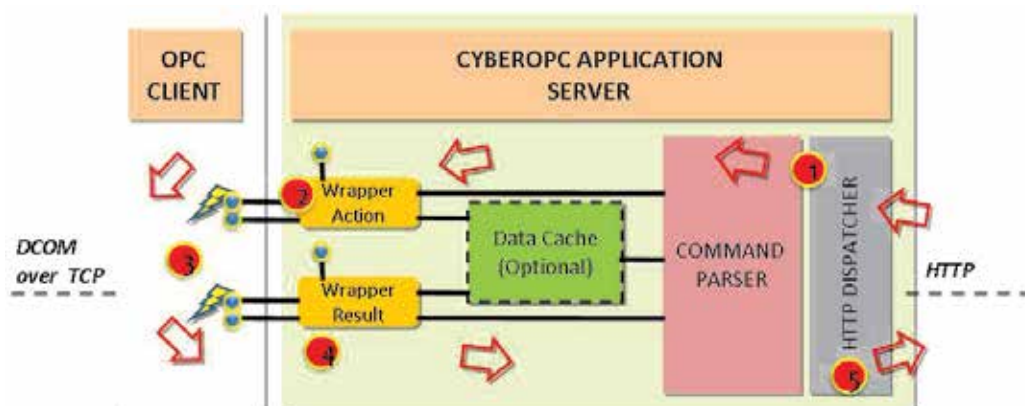 OPC
CLIENT
CYBEROPC APPLICATION
SERVER
1
2
Wrapper
Action
Data Cache
(Optional)
COMMAND
PARSER
HTTP DISPATCHER
DCOM
over TCP
3
HTTP
Wrapper
Result
4
5